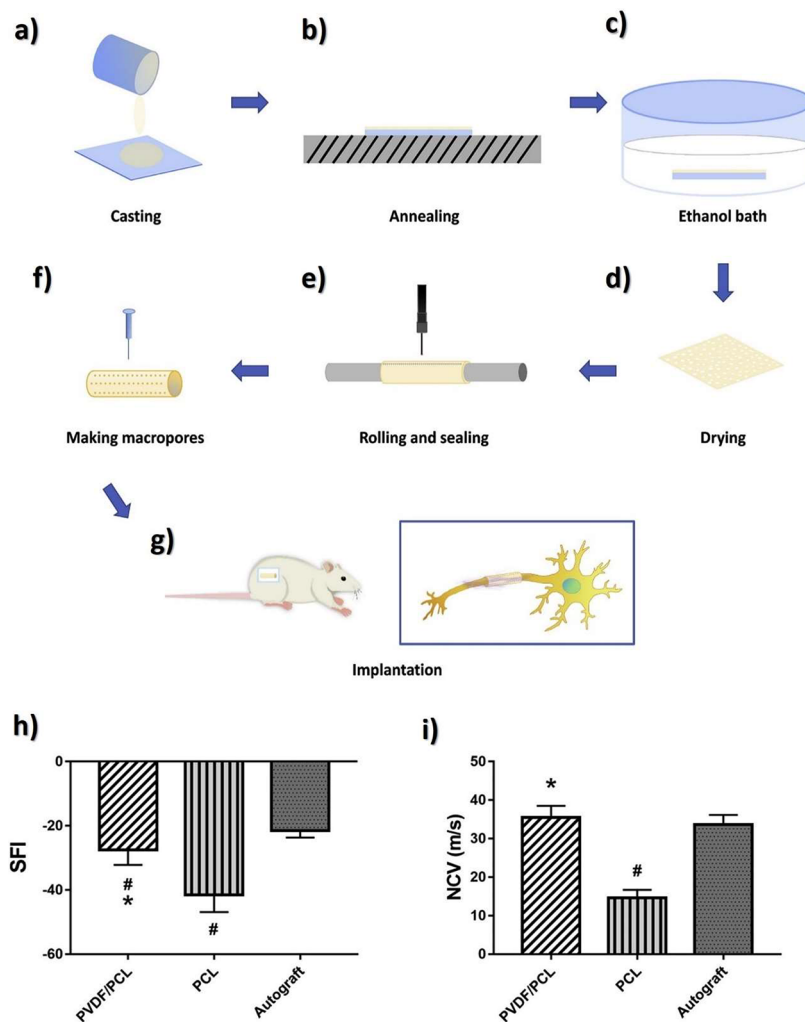 a)
b)
c)
Casting
Annealing
Ethanol bath
f)
e)
d)
Making macropores
Rolling and sealing
Drying
g)
Implantation
h)
i)
0
-20
-40
-60
SFI
#
*
#
PVDF/PCL
PCL
Autograft
50
40
30
20
10
0
NCV (m/s)
*
#
PVDF/PCL
PCL
Autograft